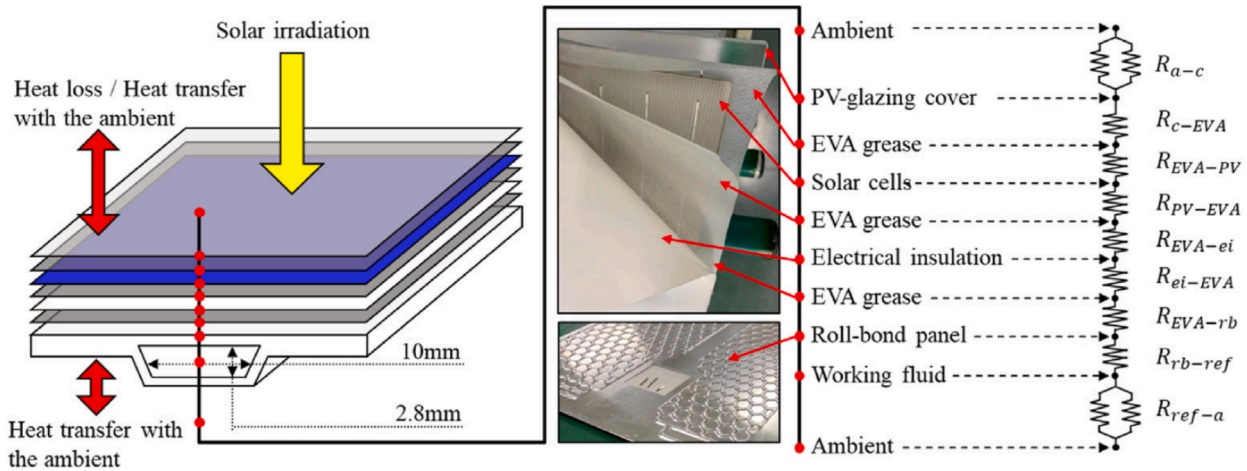 Solar irradiation
Heat loss / Heat transfer
with the ambient
10mm
2.8mm
Heat transfer with
the ambient
Ambient
PV-glazing cover
EVA grease
Solar cells
EVA grease
Electrical insulation
EVA grease
Roll-bond panel
Working fluid
Ambient
R_{a-c}
R_{c-EVA}
R_{EVA-PV}
R_{PV-EVA}
R_{EVA-ei}
R_{ei-EVA}
R_{EVA-rb}
R_{rb-ref}
R_{ref-a}